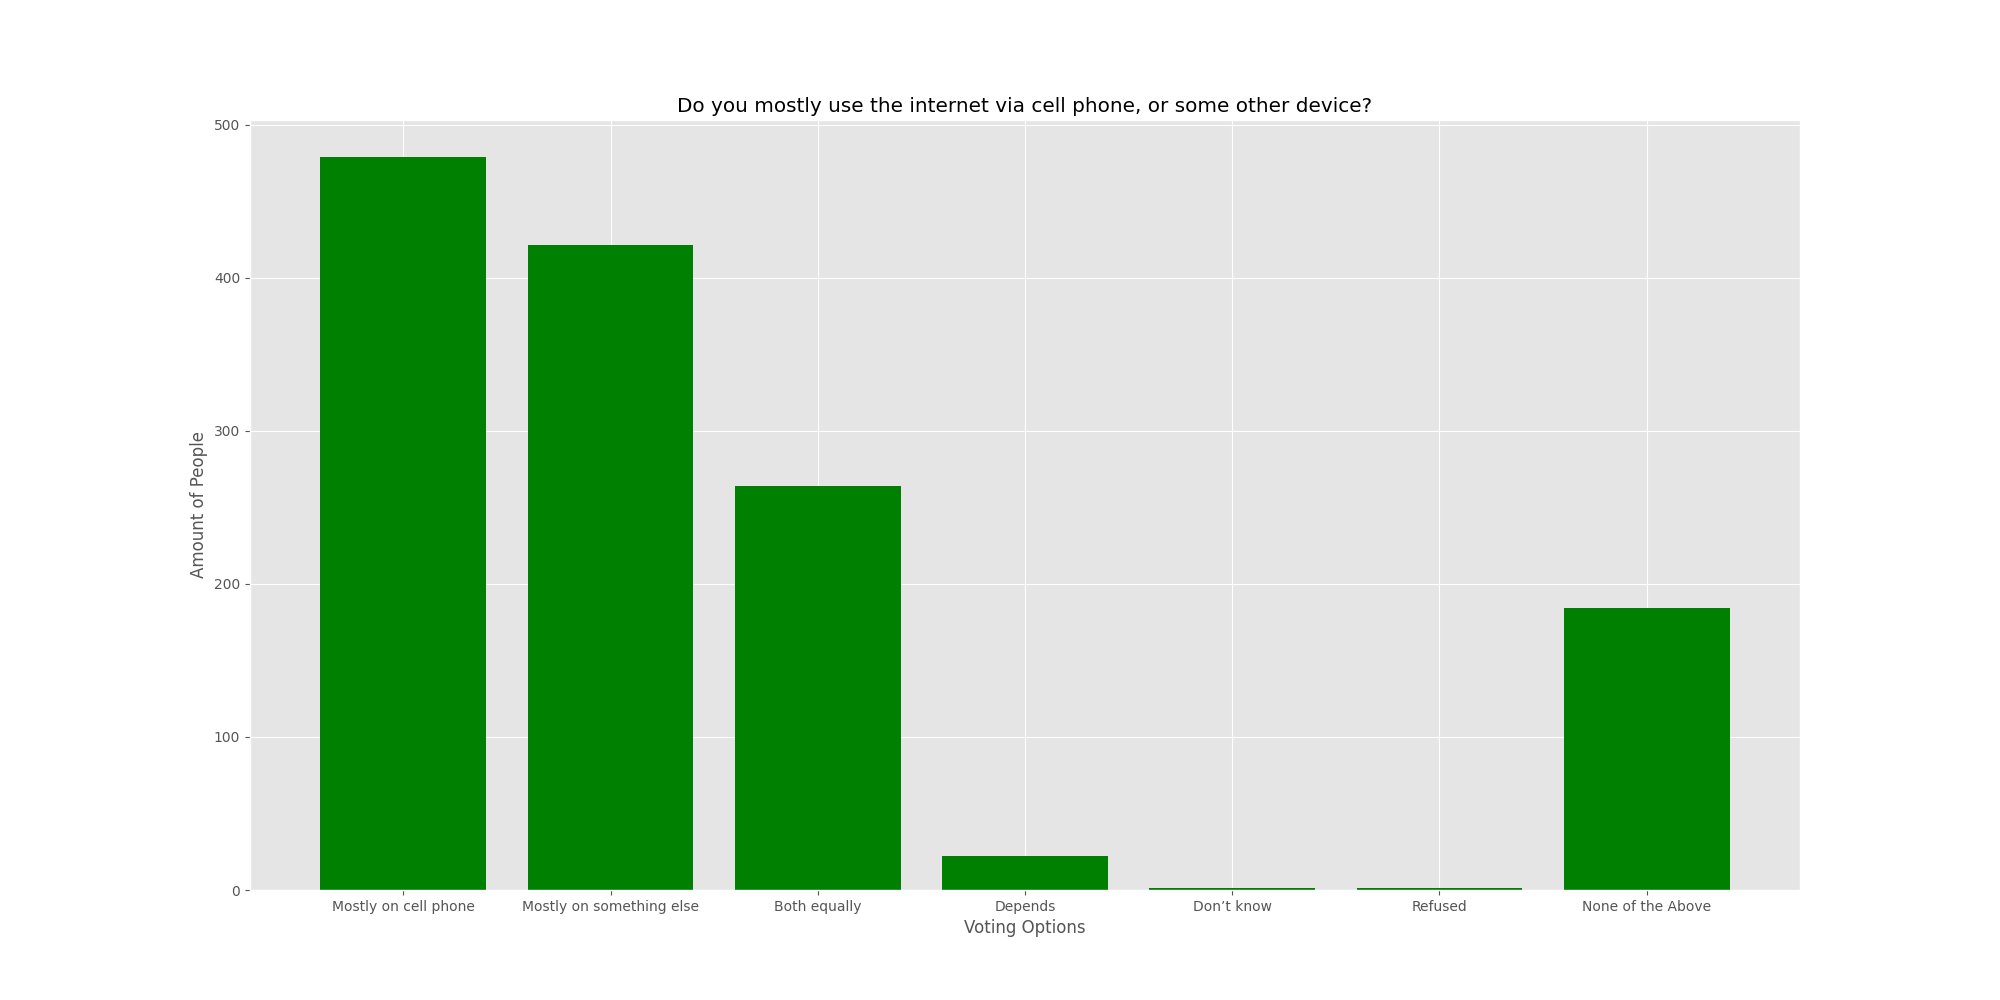 Do you mostly use the internet via cell phone, or some other device?
500
400
300
200
100
0
Amount of People
Mostly on cell phone
Mostly on something else
Both equally
Depends
Don’t know
Refused
None of the Above
Voting Options